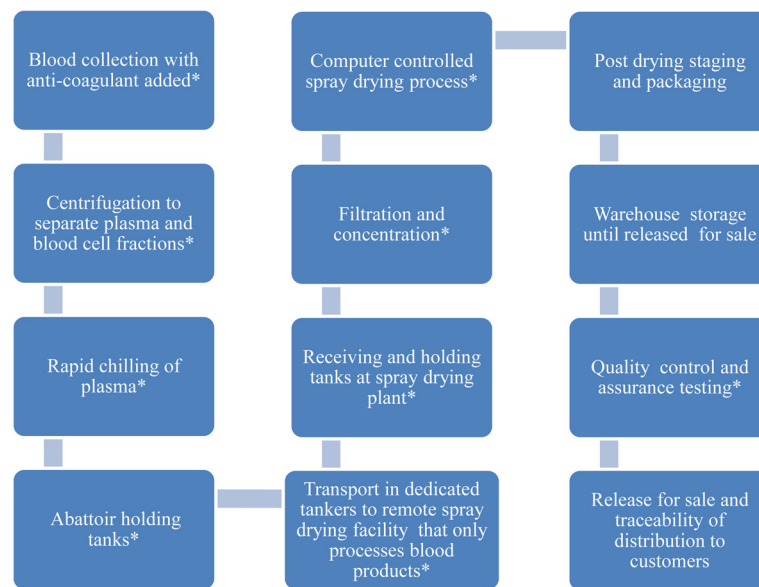 Blood collection with
anti-coagulant added*
Centrifugation to
separate plasma and
blood cell fractions*
Rapid chilling of
plasma*
Abattoir holding
tanks*
Transport in dedicated
tankers to remote spray
drying facility that only
processes blood
products*
Receiving and holding
tanks at spray drying
plant*
Filtration and
concentration*
Computer controlled
spray drying process*
Post drying staging
and packaging
Warehouse storage
until released for sale
Quality control and
assurance testing*
Release for sale and
traceability of
distribution to
customers